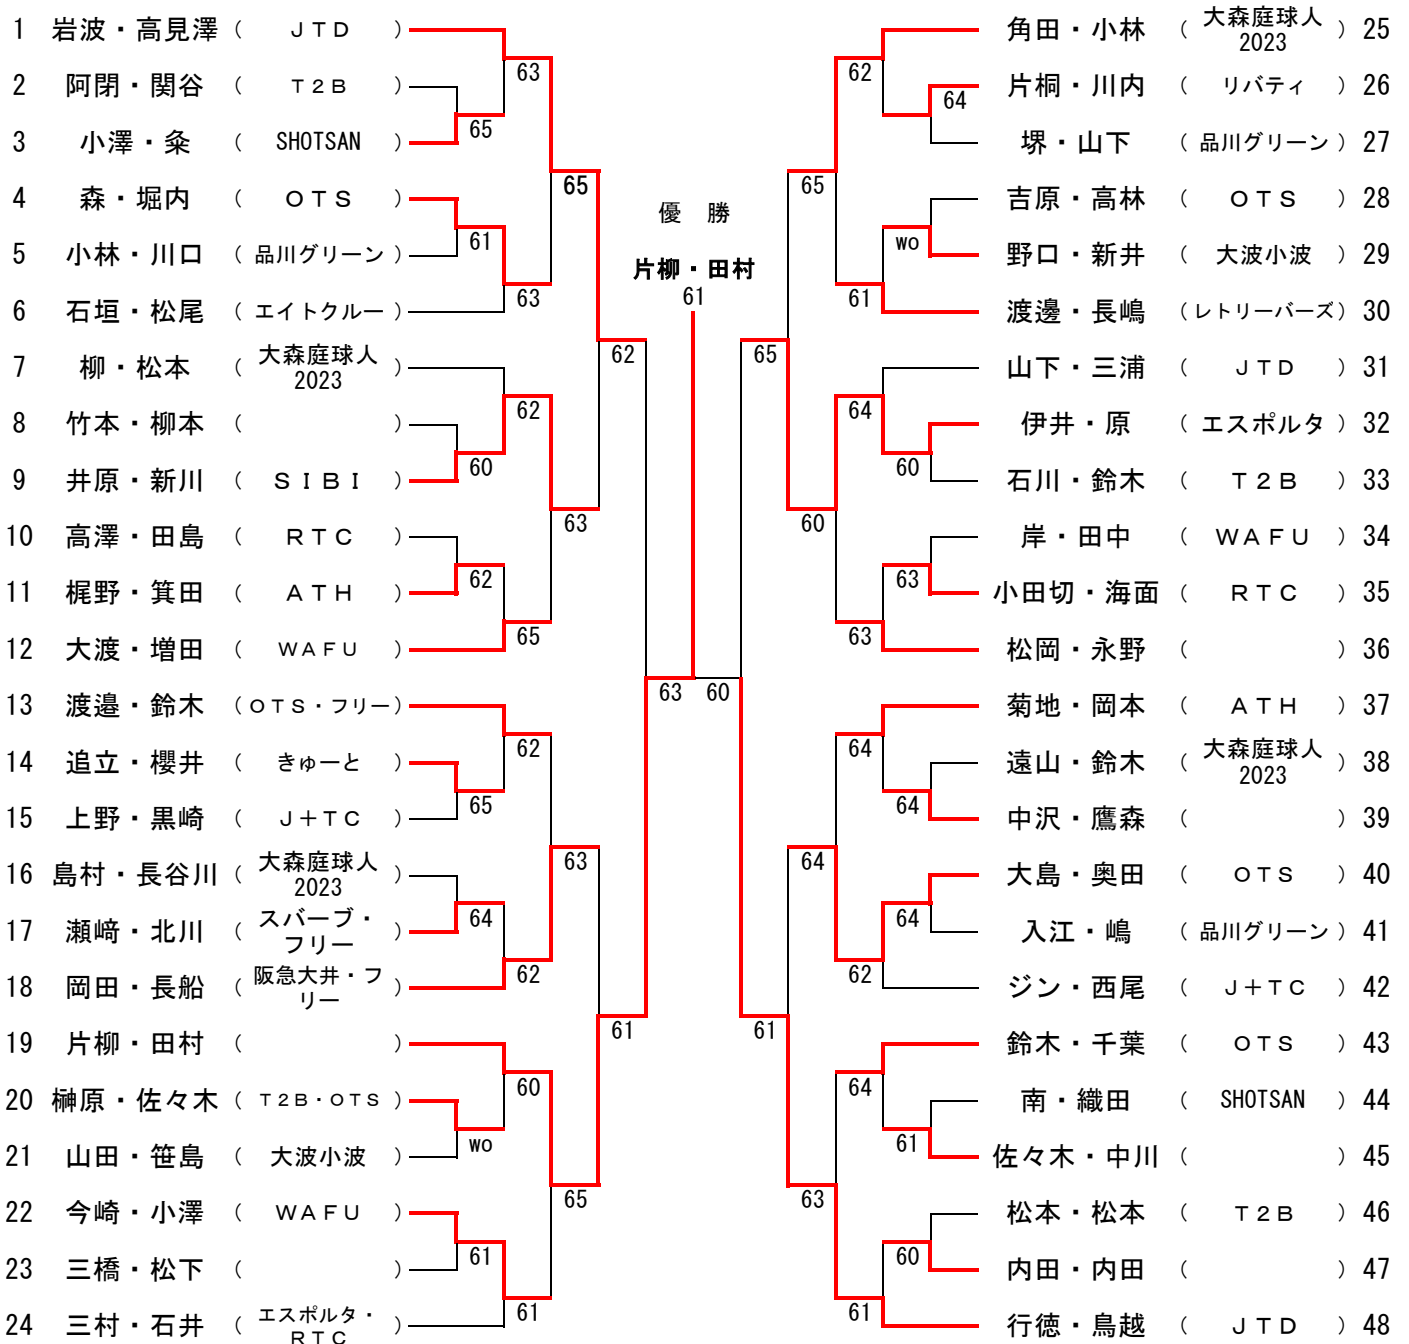 1 岩波・高見澤 ( ＪＴＤ )
2 阿閉・関谷 ( Ｔ２Ｂ )
3 小澤・粂 ( SHOTSAN )
4 森・堀内 ( ＯＴＳ )
5 小林・川口 ( 品川グリーン )
6 石垣・松尾 ( エイトクルー )
7 柳・松本 ( 大森庭球人
2023 )
8 竹本・柳本 ( )
9 井原・新川 ( ＳＩＢＩ )
10 高澤・田島 ( ＲＴＣ )
11 梶野・箕田 ( ＡＴＨ )
12 大渡・増田 ( ＷＡＦＵ )
13 渡邉・鈴木 ( ＯＴＳ・フリー )
14 追立・櫻井 ( きゅーと )
15 上野・黒崎 ( Ｊ＋ＴＣ )
16 島村・長谷川 ( 大森庭球人
2023 )
17 瀬﨑・北川 ( スバーブ・
フリー )
18 岡田・長船 ( 阪急大井・フ
リー )
19 片柳・田村 ( )
20 榊原・佐々木 ( Ｔ２Ｂ・ＯＴＳ )
21 山田・笹島 ( 大波小波 )
22 今崎・小澤 ( ＷＡＦＵ )
23 三橋・松下 ( )
24 三村・石井 ( エスポルタ・
ＲＴＣ )
65
61
60
62
65
64
wo
61
63
63
62
65
62
62
60
61
65
63
63
65
62
61
63
優 勝
片柳・田村
61
60
65
61
65
60
64
63
62
61
64
63
64
62
64
61
64
wo
60
63
64
64
61
60
角田・小林 ( 大森庭球人
2023 ) 25
片桐・川内 ( リバティ ) 26
堺・山下 ( 品川グリーン ) 27
吉原・高林 ( ＯＴＳ ) 28
野口・新井 ( 大波小波 ) 29
渡邊・長嶋 ( レトリーバーズ ) 30
山下・三浦 ( ＪＴＤ ) 31
伊井・原 ( エスポルタ ) 32
石川・鈴木 ( Ｔ２Ｂ ) 33
岸・田中 ( ＷＡＦＵ ) 34
小田切・海面 ( ＲＴＣ ) 35
松岡・永野 ( ) 36
菊地・岡本 ( ＡＴＨ ) 37
遠山・鈴木 ( 大森庭球人
2023 ) 38
中沢・鷹森 ( ) 39
大島・奥田 ( ＯＴＳ ) 40
入江・嶋 ( 品川グリーン ) 41
ジン・西尾 ( Ｊ＋ＴＣ ) 42
鈴木・千葉 ( ＯＴＳ ) 43
南・織田 ( SHOTSAN ) 44
佐々木・中川 ( ) 45
松本・松本 ( Ｔ２Ｂ ) 46
内田・内田 ( ) 47
行徳・鳥越 ( ＪＴＤ ) 48